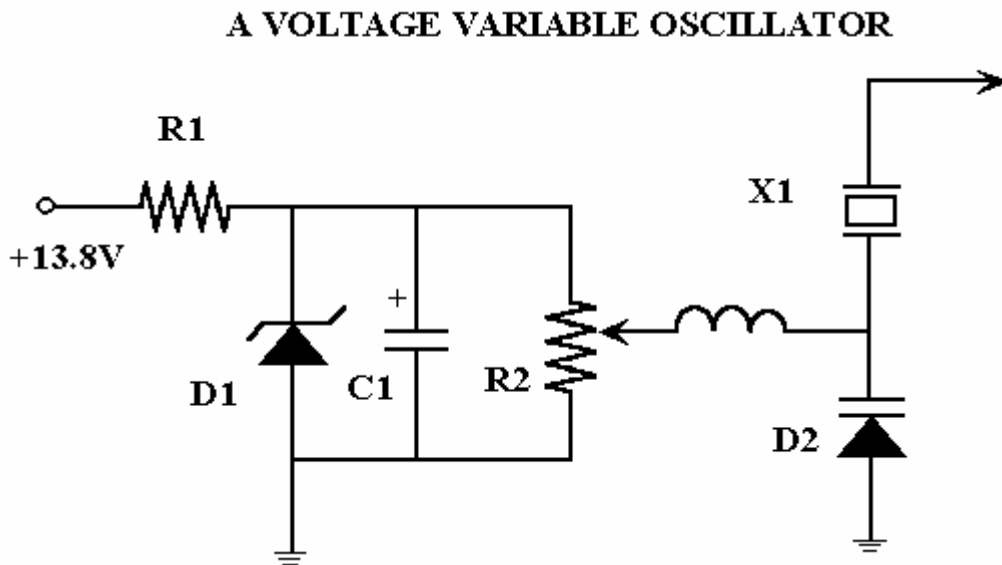 A VOLTAGE VARIABLE OSCILLATOR
R1
X1
+13.8V
+
D1
C1
R2
D2